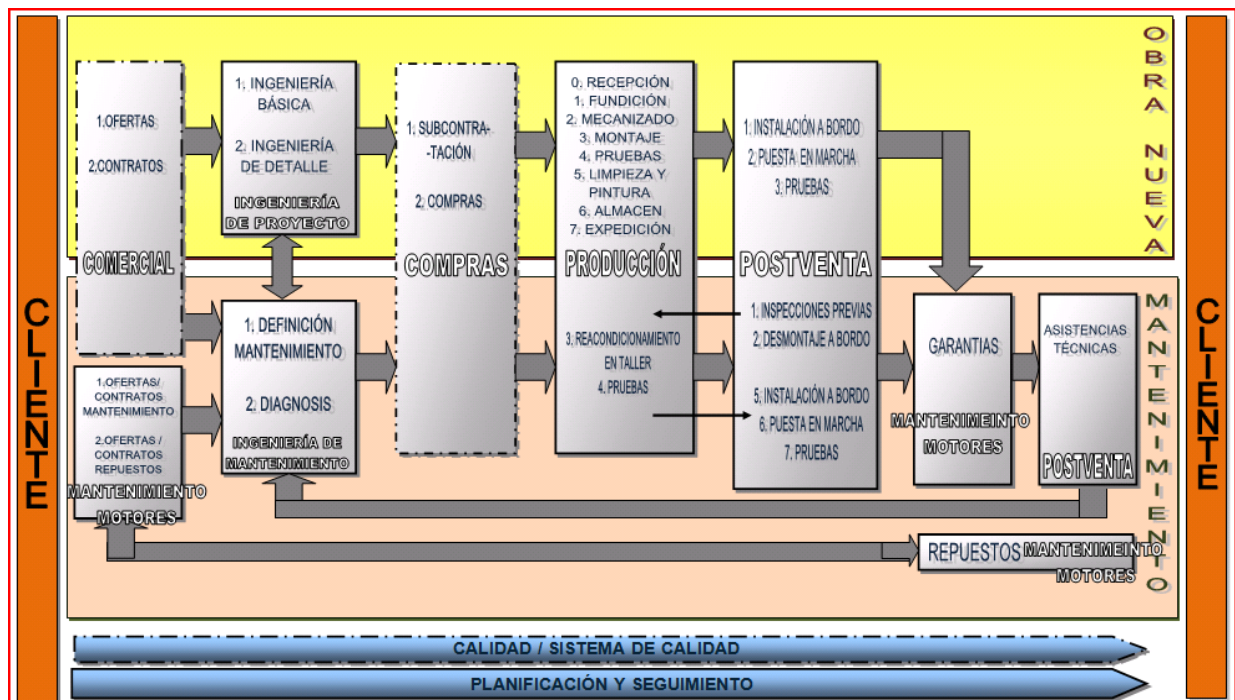 CLIENTE
OBRA NUEVA
1. OFERTAS
2. CONTRATOS
COMERCIAL
1. INGENIERÍA
BÁSICA
2. INGENIERÍA
DE DETALLE
INGENIERÍA
DE PROYECTO
1. SUBCONTRA-
-TACIÓN
2. COMPRAS
COMPRAS
0. RECEPCIÓN
1. FUNDICIÓN
2. MECANIZADO
3. MONTAJE
4. PRUEBAS
5. LIMPIEZA Y
PINTURA
6. ALMACEN
7. EXPEDICIÓN
PRODUCCIÓN
3. REACONDICIONAMIENTO
EN TALLER
4. PRUEBAS
1. INSTALACIÓN A BORDO
2. PUESTA EN MARCHA
3. PRUEBAS
POSTVENTA
1. INSPECCIONES PREVIAS
2. DESMONTAJE A BORDO
5. INSTALACIÓN A BORDO
6. PUESTA EN MARCHA
7. PRUEBAS
MANTENIMIENTO
1. DEFINICIÓN
MANTENIMIENTO
2. DIAGNOSIS
INGENIERÍA DE
MANTENIMIENTO
1.OFERTAS/
CONTRATOS
MANTENIMIENTO
2.OFERTAS /
CONTRATOS
REPUESTOS
MANTENIMIENTO
MOTORES
GARANTIAS
MANTENIMEINTO
MOTORES
ASISTENCIAS
TÉCNICAS
POSTVENTA
REPUESTOS
MANTENIMEINTO
MOTORES
CLIENTE
CALIDAD / SISTEMA DE CALIDAD
PLANIFICACIÓN Y SEGUIMIENTO